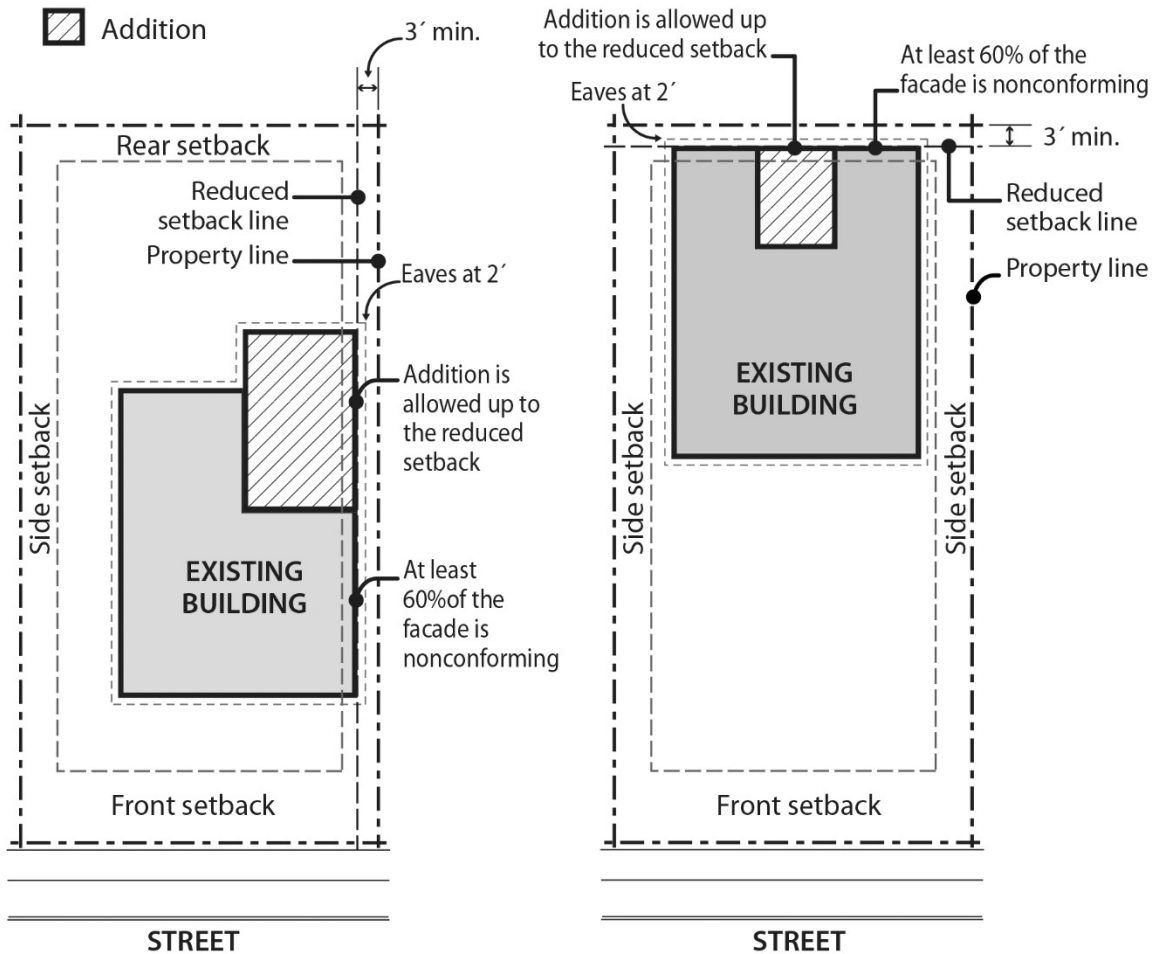 Addition
3´ min.
Rear setback
Reduced
setback line
Property line
Eaves at 2´
Addition is
allowed up to
the reduced
setback
Side setback
EXISTING
BUILDING
At least
60%of the
facade is
nonconforming
Front setback
STREET
Addition is allowed up
to the reduced setback
At least 60% of the
facade is nonconforming
Eaves at 2´
3´ min.
Reduced
setback line
Property line
EXISTING
BUILDING
Side setback
Side setback
Front setback
STREET